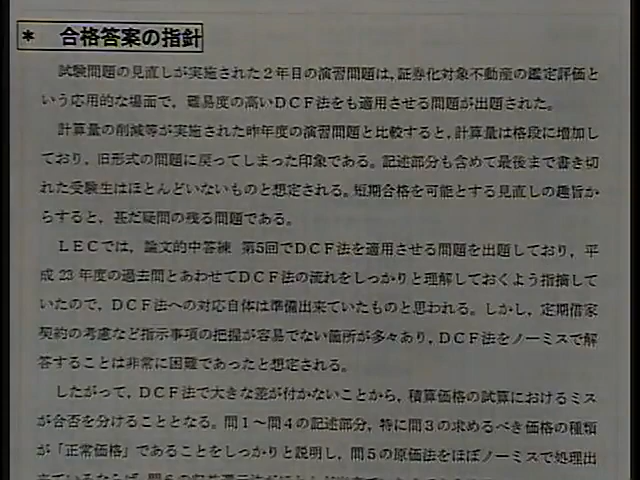 ＊　合格答案の指針
試験問題の見直しが実施された２年目の演習問題は，証券化対象不動産の鑑定評価と
いう応用的な場面で，難易度の高いＤＣＦ法をも適用させる問題が出題された。
計算量の削減等が実施された昨年度の演習問題と比較すると，計算量は格段に増加し
ており，旧形式の問題に戻ってしまった印象である。記述部分も含めて最後まで書き切
れた受験生はほとんどいないものと想定される。短期合格を可能とする見直しの趣旨か
らすると，甚だ疑問の残る問題である。
ＬＥＣでは，論文的中答練 第5回でＤＣＦ法を適用させる問題を出題しており，平
成 23 年度の過去問とあわせてＤＣＦ法の流れをしっかりと理解しておくよう指摘して
いたので，ＤＣＦ法への対応自体は準備出来ていたものと思われる。しかし，定期借家
契約の考慮など指示事項の把握が容易でない箇所が多々あり，ＤＣＦ法をノーミスで解
答することは非常に困難であったと想定される。
したがって，ＤＣＦ法で大きな差が付かないことから，積算価格の試算におけるミス
が合否を分けることとなる。問１～問４の記述部分，特に問３の求めるべき価格の種類
が「正常価格」であることをしっかりと説明し，問５の原価法をほぼノーミスで処理出